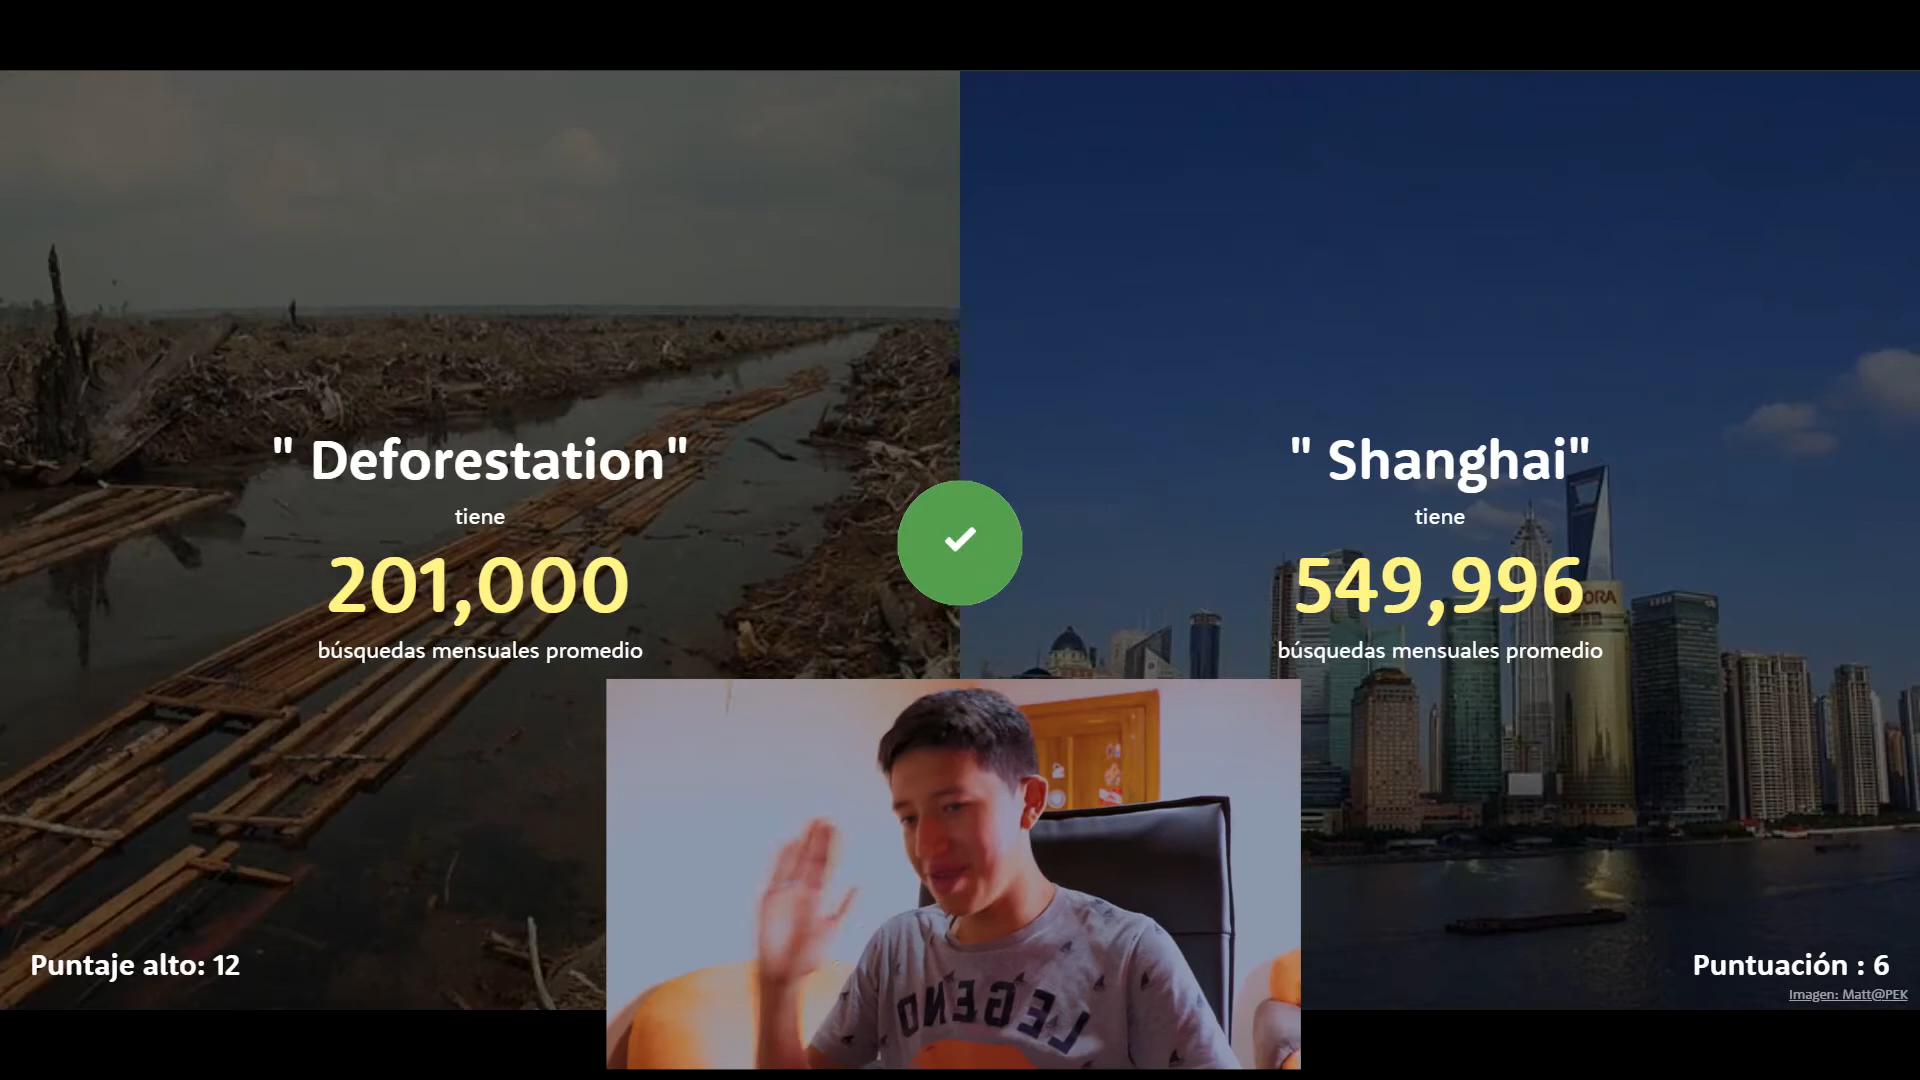 " Deforestation"
tiene
201,000
búsquedas mensuales promedio
" Shanghai"
tiene
549,996
búsquedas mensuales promedio
LEGEND
Puntaje alto: 12
Puntuación : 6
Imagen: Matt@PEK